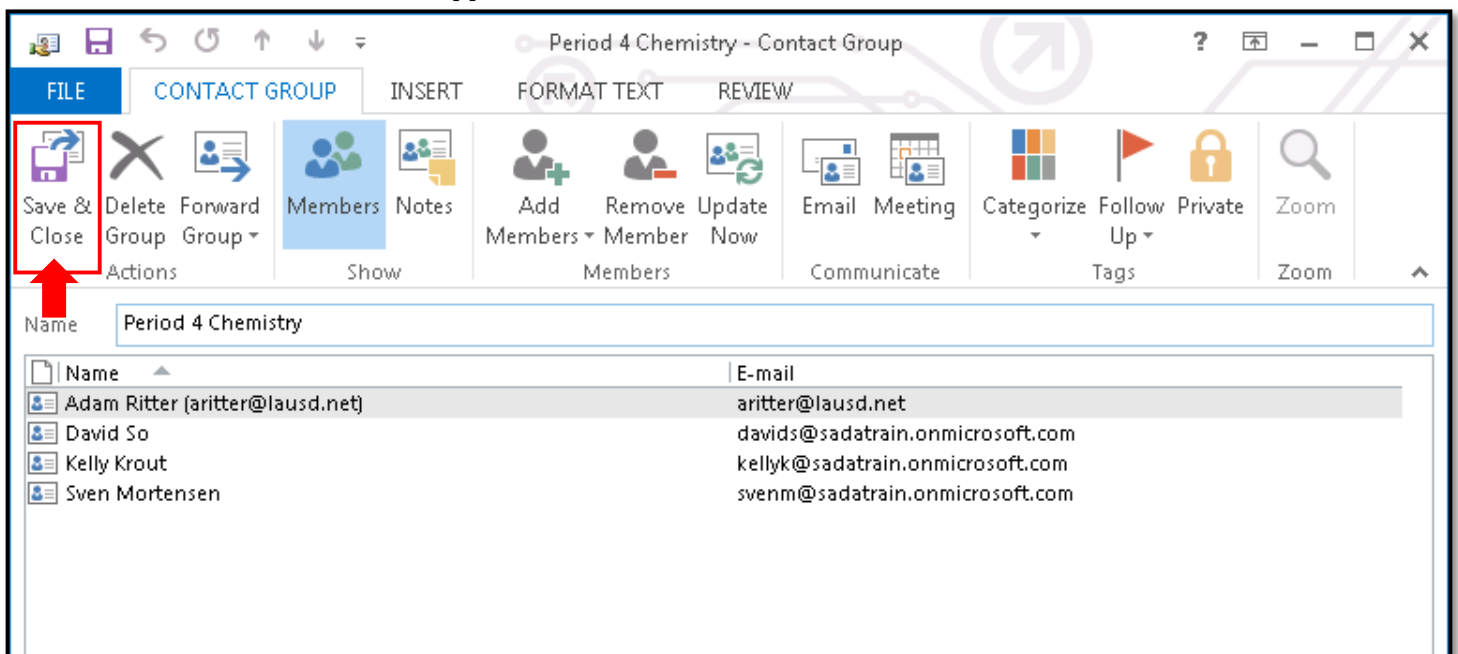 Period 4 Chemistry - Contact Group ?
FILE CONTACT GROUP INSERT FORMAT TEXT REVIEW
Save & Delete Forward Members Notes Add Remove Update Email Meeting Categorize Follow Private Zoom
Close Group Group Members Member Now Up
Actions Show Members Communicate Tags Zoom
Name Period 4 Chemistry
Name E-mail
Adam Ritter (aritter@lausd.net) aritter@lausd.net
David So davids@sadatrain.onmicrosoft.com
Kelly Krout kellyk@sadatrain.onmicrosoft.com
Sven Mortensen svenm@sadatrain.onmicrosoft.com